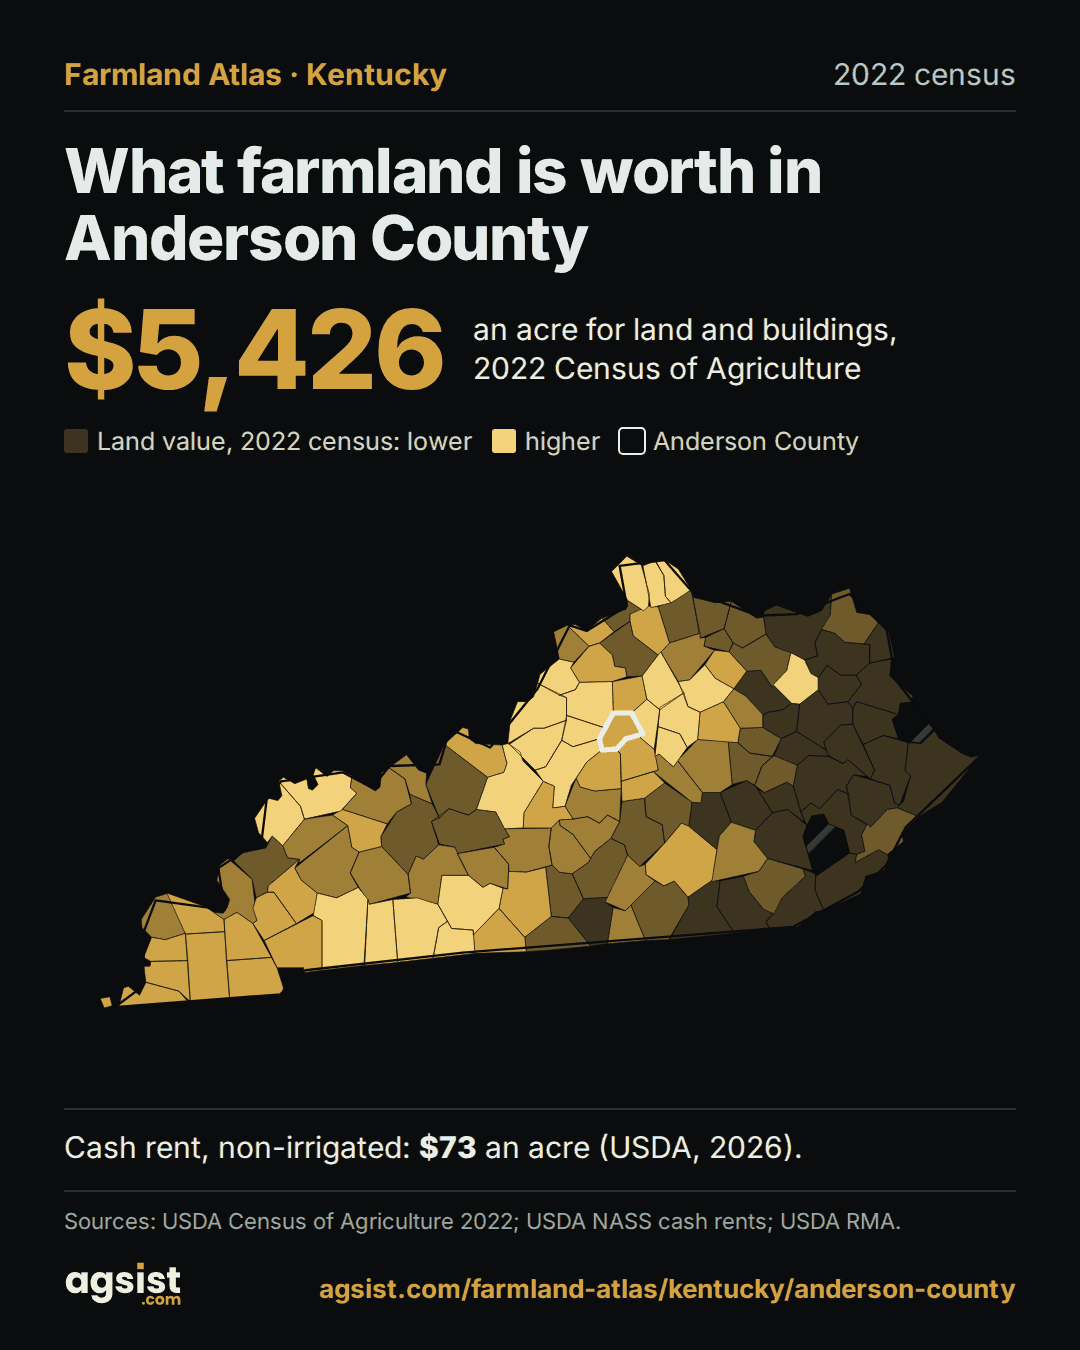 Farmland Atlas · Kentucky
2022 census
What farmland is worth in
Anderson County
$5,426
an acre for land and buildings,
2022 Census of Agriculture
Land value, 2022 census: lower
higher
Anderson County
Cash rent, non-irrigated: $73 an acre (USDA, 2026).
Sources: USDA Census of Agriculture 2022; USDA NASS cash rents; USDA RMA.
agsist
.com
agsist.com/farmland-atlas/kentucky/anderson-county